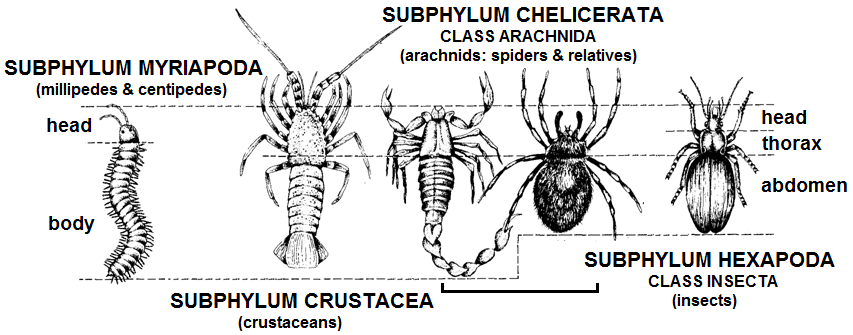 SUBPHYLUM CHELICERATA
CLASS ARACHNIDA
(arachnids: spiders & relatives)
SUBPHYLUM MYRIAPODA
(millipedes & centipedes)
head
body
head
thorax
abdomen
SUBPHYLUM CRUSTACEA
(crustaceans)
SUBPHYLUM HEXAPODA
CLASS INSECTA
(insects)